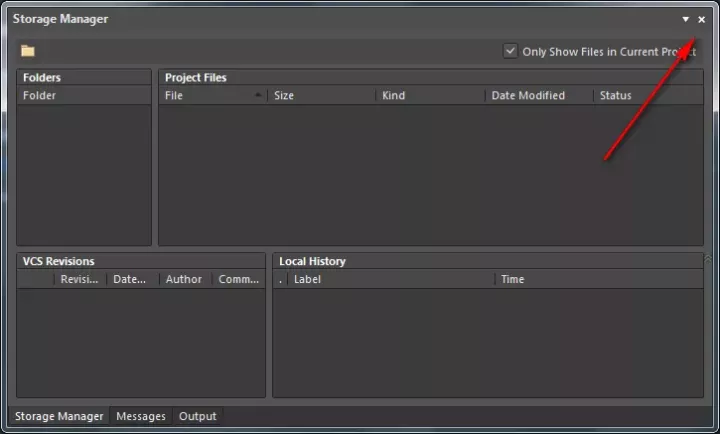 Storage Manager
Only Show Files in Current Project
Folders
Project Files
Folder
File Size Kind Date Modified Status
VCS Revisions
Local History
Revisi... Date... Author Comm...
. Label Time
Storage Manager Messages Output